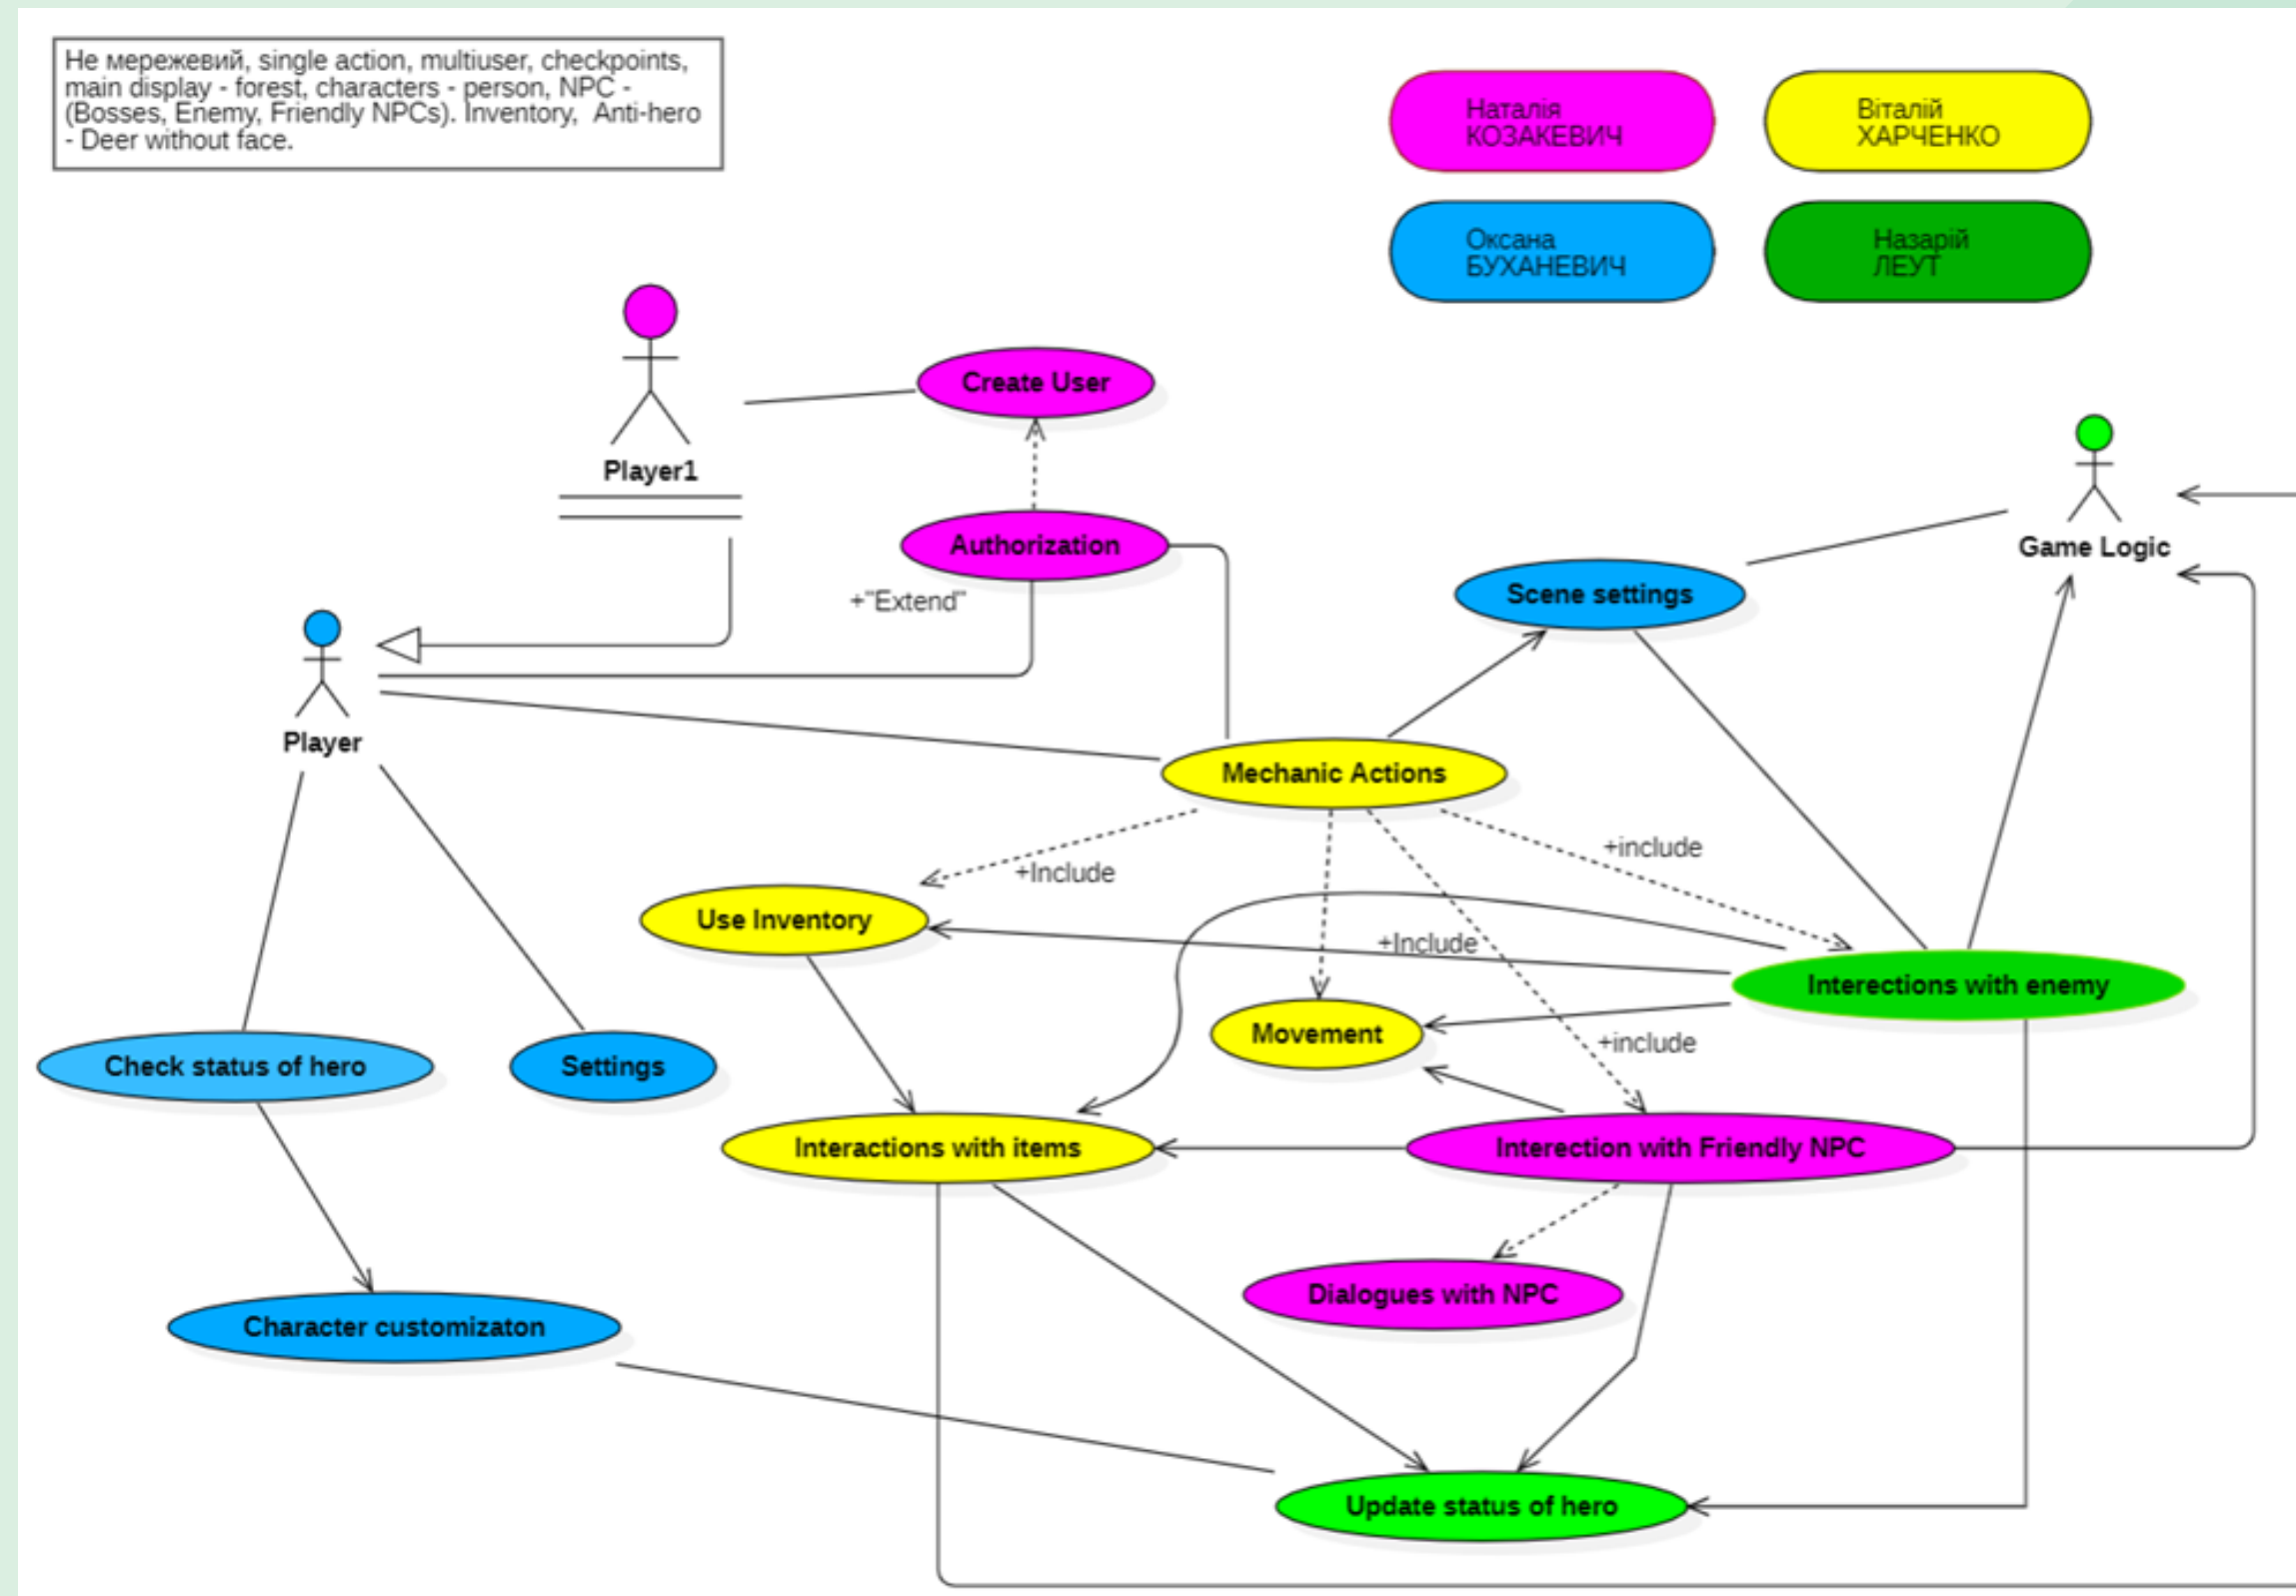 Не мережевий, single action, multiuser, checkpoints,
main display - forest, characters - person, NPC -
(Bosses, Enemy, Friendly NPCs). Inventory,  Anti-hero
- Deer without face.
Наталія
КОЗАКЕВИЧ
Віталій
ХАРЧЕНКО
Оксана
БУХАНЕВИЧ
Назарій
ЛЕУТ
Create User
Player1
Authorization
Game Logic
+"Extend"
Scene settings
Player
Mechanic Actions
+include
+Include
Use Inventory
+Include
Interections with enemy
Movement
+include
Check status of hero
Settings
Interactions with items
Interection with Friendly NPC
Dialogues with NPC
Character customizaton
Update status of hero